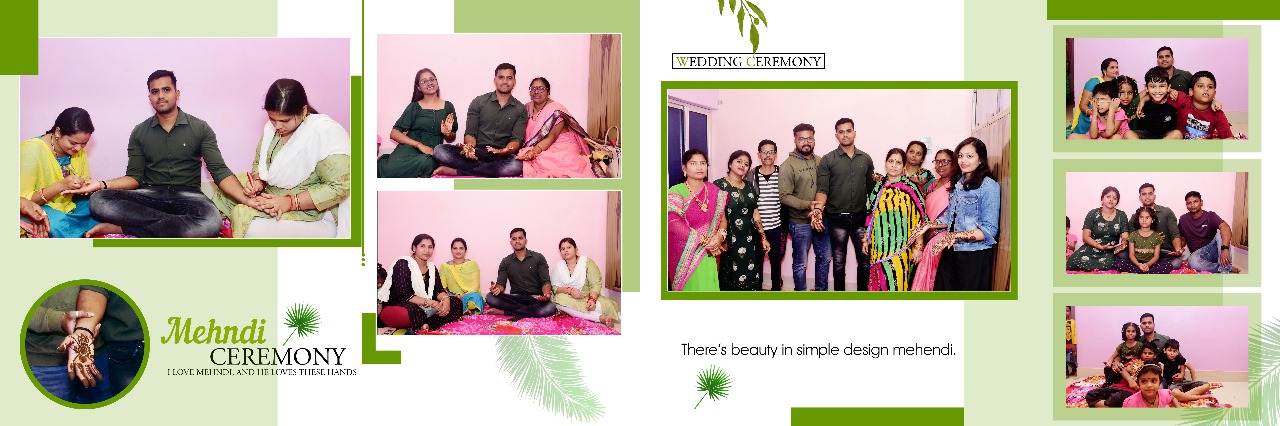 Mehndi
CEREMONY
I LOVE MEHNDI, AND HE LOVES THESE HANDS
WEDDING CEREMONY
There's beauty in simple design mehendi.